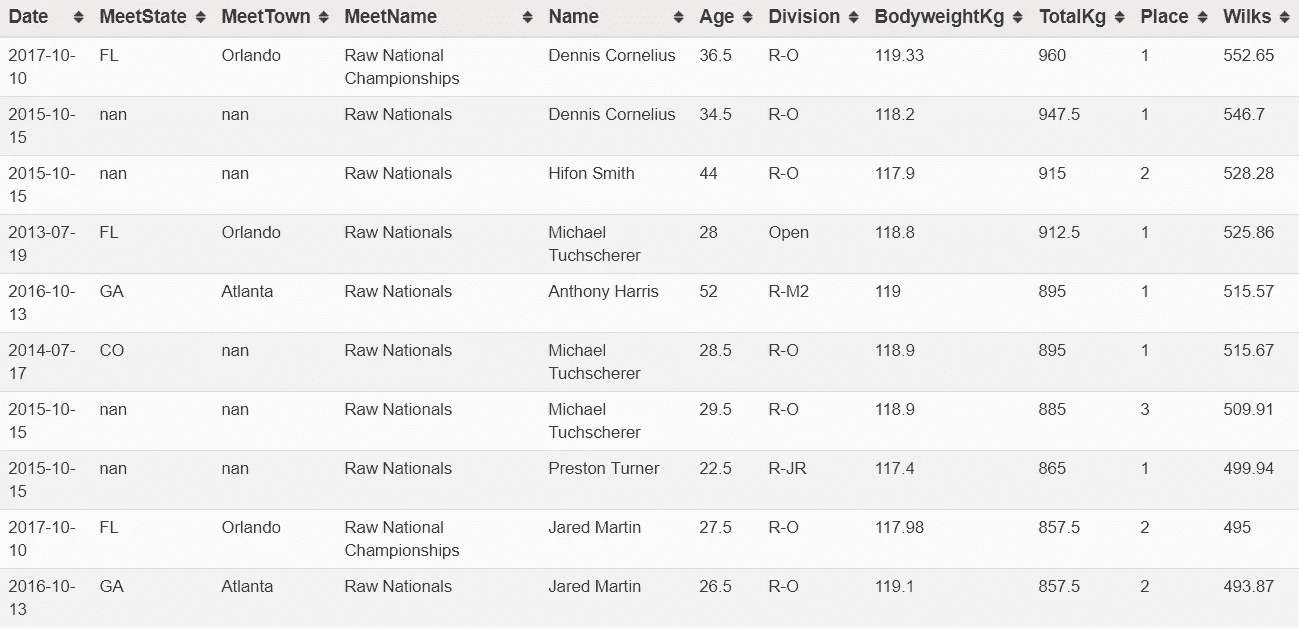 Date MeetState MeetTown MeetName Name Age Division BodyweightKg TotalKg Place Wilks
2017-10- FL Orlando Raw National Dennis Cornelius 36.5 R-O 119.33 960 1 552.65
10 Championships
2015-10- nan nan Raw Nationals Dennis Cornelius 34.5 R-O 118.2 947.5 1 546.7
15
2015-10- nan nan Raw Nationals Hifon Smith 44 R-O 117.9 915 2 528.28
15
2013-07- FL Orlando Raw Nationals Michael 28 Open 118.8 912.5 1 525.86
19 Tuchscherer
2016-10- GA Atlanta Raw Nationals Anthony Harris 52 R-M2 119 895 1 515.57
13
2014-07- CO nan Raw Nationals Michael 28.5 R-O 118.9 895 1 515.67
17 Tuchscherer
2015-10- nan nan Raw Nationals Michael 29.5 R-O 118.9 885 3 509.91
15 Tuchscherer
2015-10- nan nan Raw Nationals Preston Turner 22.5 R-JR 117.4 865 1 499.94
15
2017-10- FL Orlando Raw National Jared Martin 27.5 R-O 117.98 857.5 2 495
10 Championships
2016-10- GA Atlanta Raw Nationals Jared Martin 26.5 R-O 119.1 857.5 2 493.87
13